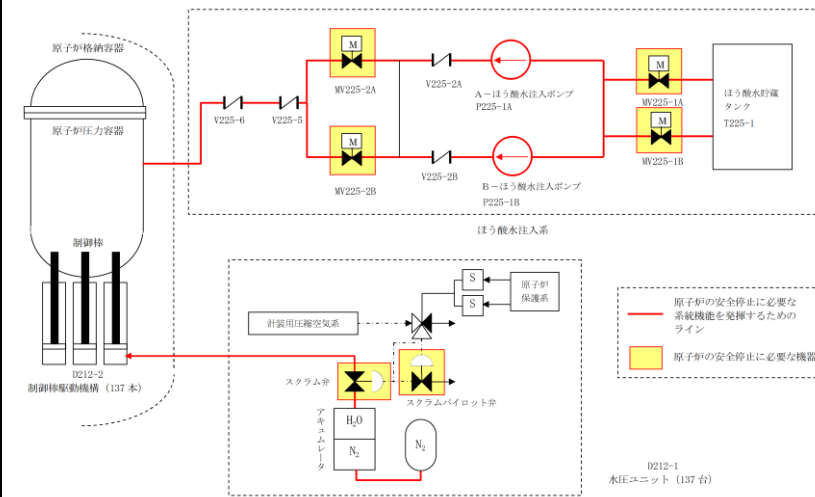 原子炉格納容器
原子炉圧力容器
制御棒
D212-2
制御棒駆動機構（137 本）
V225-6
V225-5
M
MV225-2A
V225-2A
A－ほう酸水注入ポンプ
P225-1A
M
MV225-1A
ほう酸水貯蔵
タンク
T225-1
M
MV225-2B
V225-2B
B－ほう酸水注入ポンプ
P225-1B
M
MV225-1B
ほう酸水注入系
S
S
原子炉
保護系
計装用圧縮空気系
スクラム弁
スクラムパイロット弁
アキュムレータ
H₂O
N₂
N₂
D212-1
水圧ユニット（137 台）
原子炉の安全停止に必要な
系統機能を発揮するための
ライン
原子炉の安全停止に必要な機器